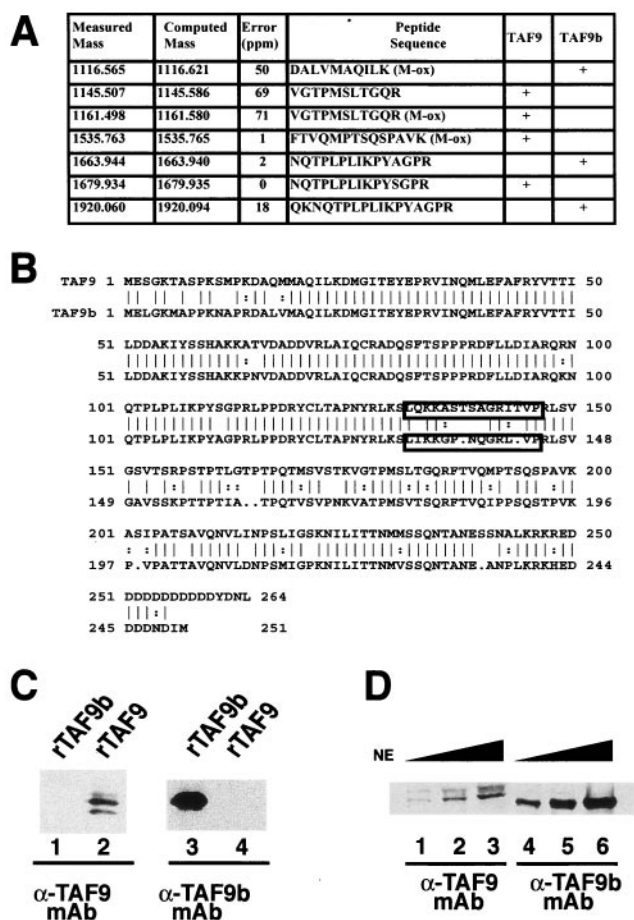 A
Measured Mass Computed Mass Error (ppm) Peptide Sequence TAF9 TAF9b
1116.565 1116.621 50 DALVMAQILK (M-ox) +
1145.507 1145.586 69 VGTPMSLTGQR +
1161.498 1161.580 71 VGTPMSLTGQR (M-ox) +
1535.763 1535.765 1 FTVQMPTSQSPAVK (M-ox) +
1663.944 1663.940 2 NQTPLPLIKPYAGPR +
1679.934 1679.935 0 NQTPLPLIKPYSGPR +
1920.060 1920.094 18 QKNQTPLPLIKPYAGPR +
B
TAF9 1 MESGKTASPKSMPKDAQMMAQILKDMGITEYEPRVINQMLEFAFRYVTTI 50
TAF9b 1 MELGKMAPPKNAPRDALVMAQILKDMGITEYEPRVINQMLEFAFRYVTTI 50
51 LDDAKIYSSHAKKATVDADDVRLAIQCRADQSFTSPPPRDFLLDIARQRN 100
51 LDDAKIYSSHAKKPNVDADDVRLAIQCRADQSFTSPPPRDFLLDIARQKN 100
101 QTPLPLIKPYSGPRLPPDRYCLTAPNYRLKSLQKKASTSAGRITVPRLSV 150
101 QTPLPLIKPYAGPRLPPDRYCLTAPNYRLKSLIKKGP.NQGRL.VPRLSV 148
151 GSVTSRPSTPTLGTPTPQTMSVSTKVGTPMSLTGQRFTVQMPTSQSPAVK 200
149 GAVSSKPTTPTIA..TPQTVSVPNKVATPMSVTSQRFTVQIPPSQSTPVK 196
201 ASIPATSAVQNVLINPSLIGSKNILITTNMMSSQNTANESSNALKRKRED 250
197 P.VPATTAVQNVLDNPSMIGPKNILITTNMVSSQNTANE.ANPLKRKHED 244
251 DDDDDDDDDDDYDNL 264
245 DDDNDIM 251
C
rTAF9b rTAF9 rTAF9b rTAF9
1 2 3 4
α-TAF9 mAb α-TAF9b mAb
D
NE
1 2 3 4 5 6
α-TAF9 mAb α-TAF9b mAb